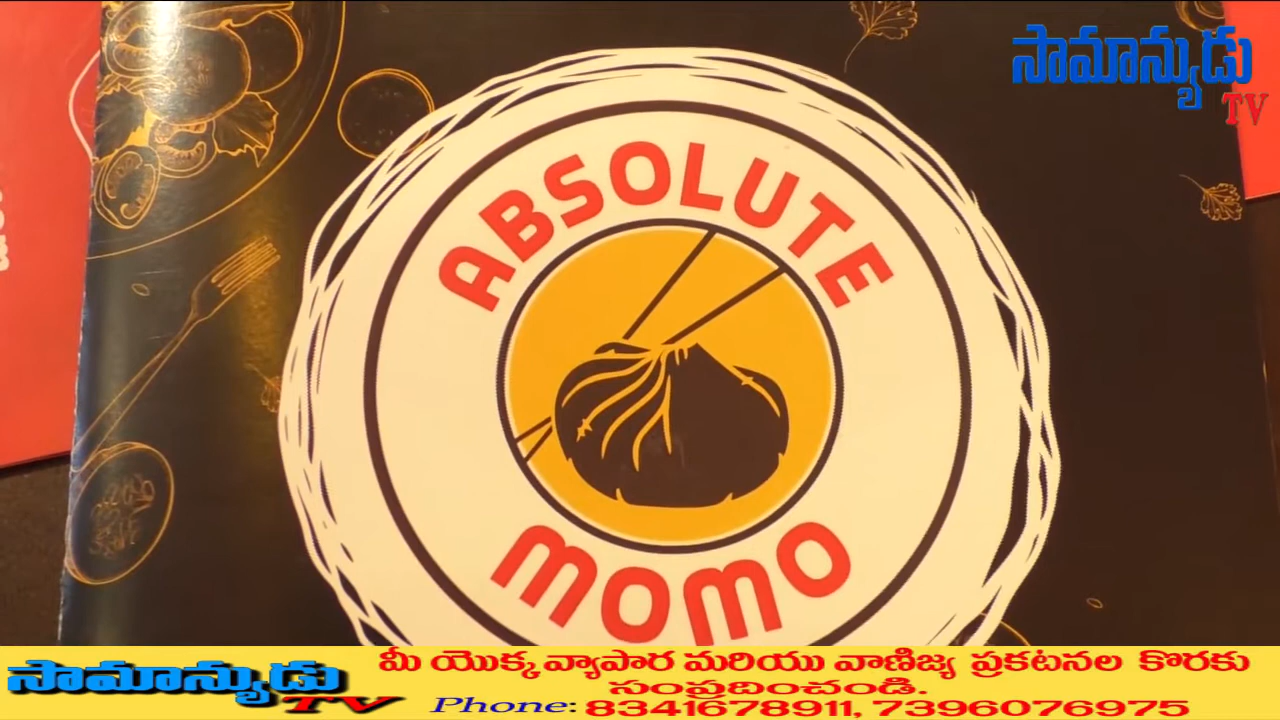 సామాన్యుడు
TV
ABSOLUTE
MOMO
సామాన్యుడు TV
మీ యొక్క వ్యాపార మరియు వాణిజ్య ప్రకటనల కొరకు
సంప్రదించండి.
Phone: 8341678911, 7396076975